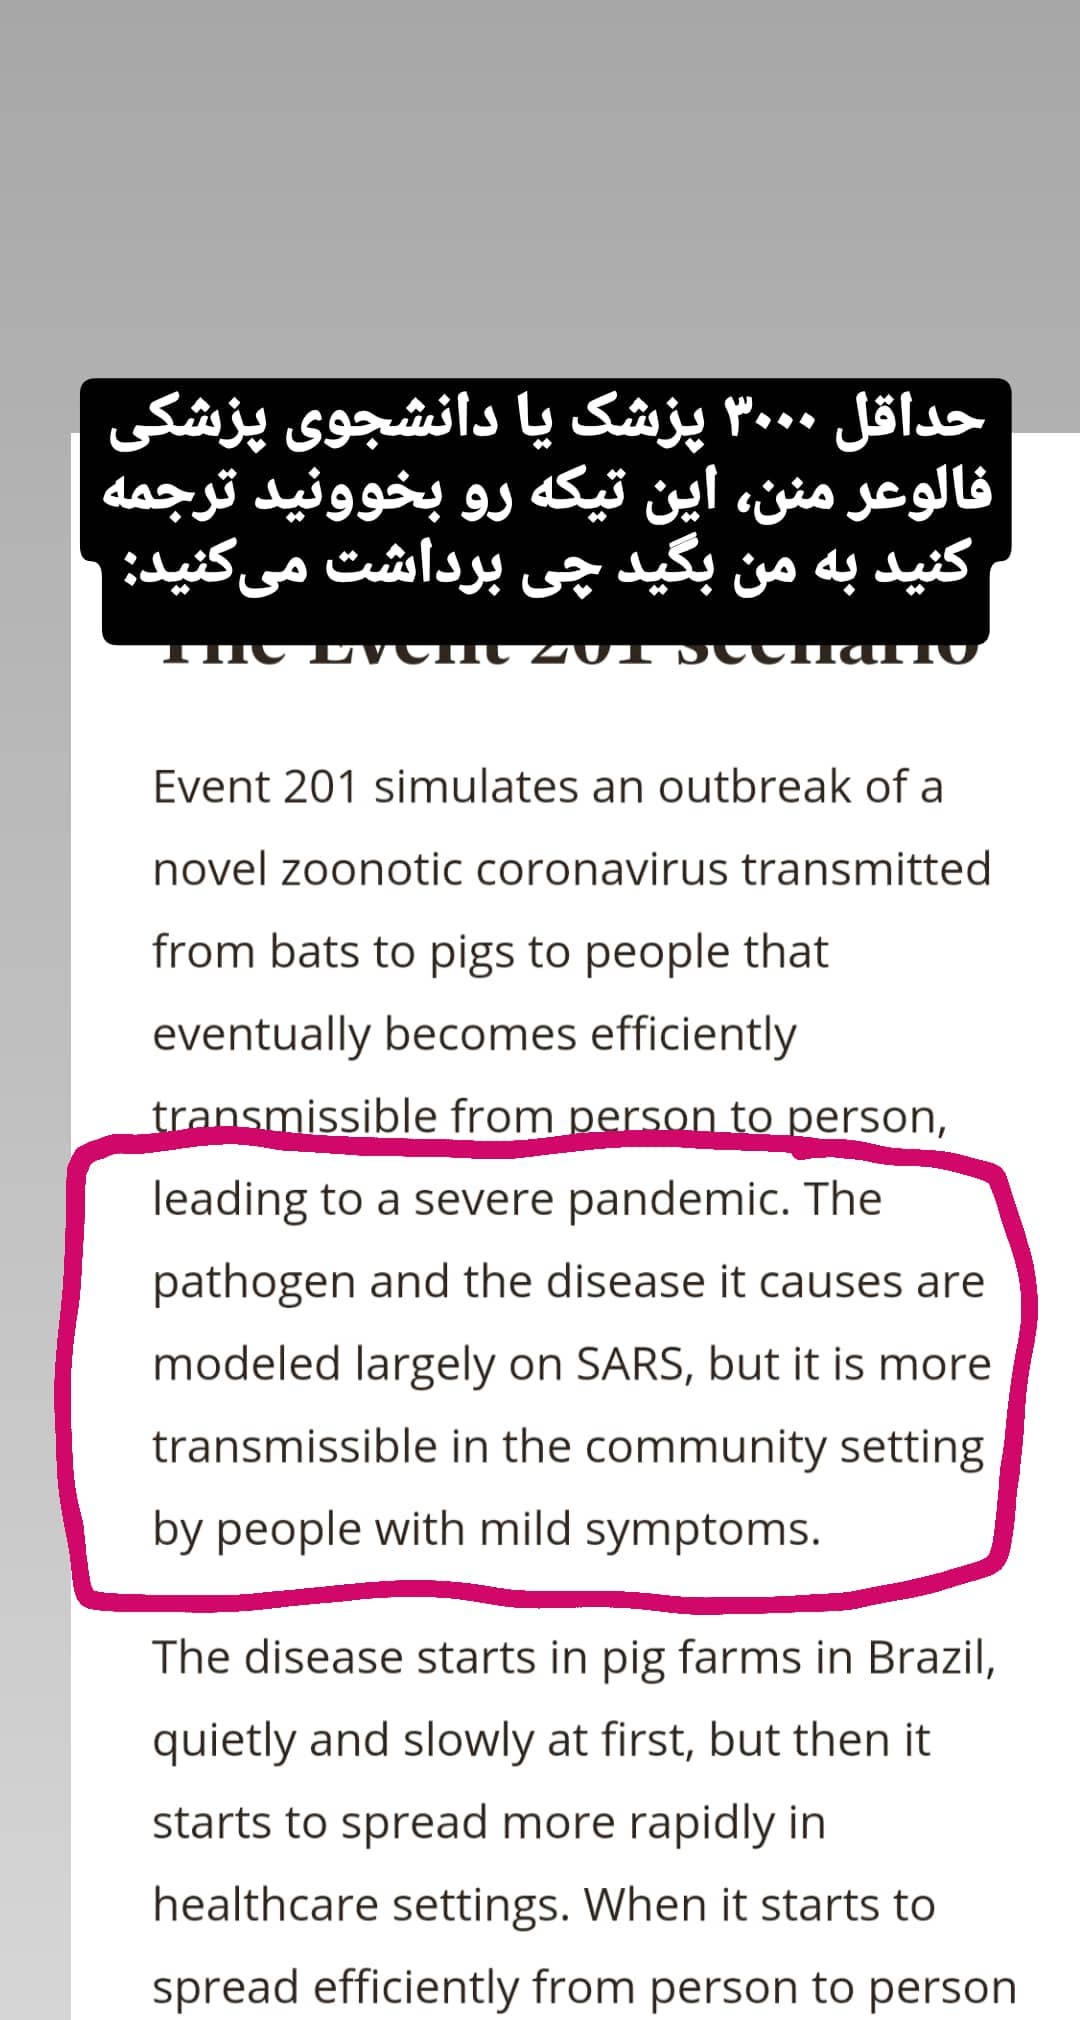 حداقل ۳۰۰۰ پزشک یا دانشجوی پزشکی
فالوعر منن، این تیکه رو بخوونید ترجمه
کنید به من بگید چی برداشت می‌کنید:
The Event 201 scenario
Event 201 simulates an outbreak of a
novel zoonotic coronavirus transmitted
from bats to pigs to people that
eventually becomes efficiently
transmissible from person to person,
leading to a severe pandemic. The
pathogen and the disease it causes are
modeled largely on SARS, but it is more
transmissible in the community setting
by people with mild symptoms.
The disease starts in pig farms in Brazil,
quietly and slowly at first, but then it
starts to spread more rapidly in
healthcare settings. When it starts to
spread efficiently from person to person